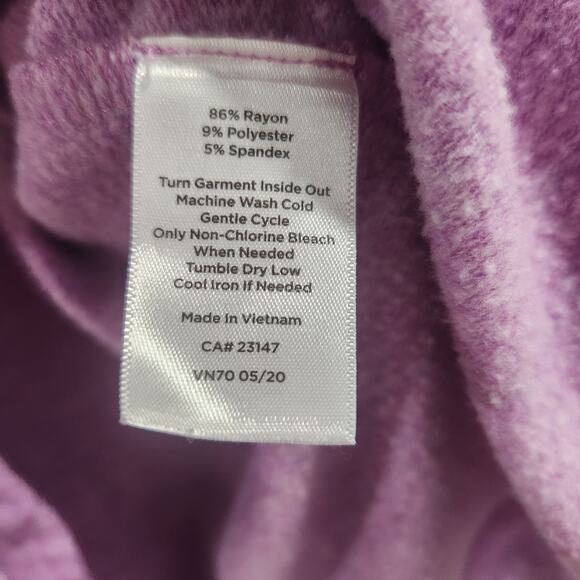 86% Rayon
9% Polyester
5% Spandex
Turn Garment Inside Out
Machine Wash Cold
Gentle Cycle
Only Non-Chlorine Bleach
When Needed
Tumble Dry Low
Cool Iron if Needed
Made In Vietnam
CA# 23147
VN70 05/20